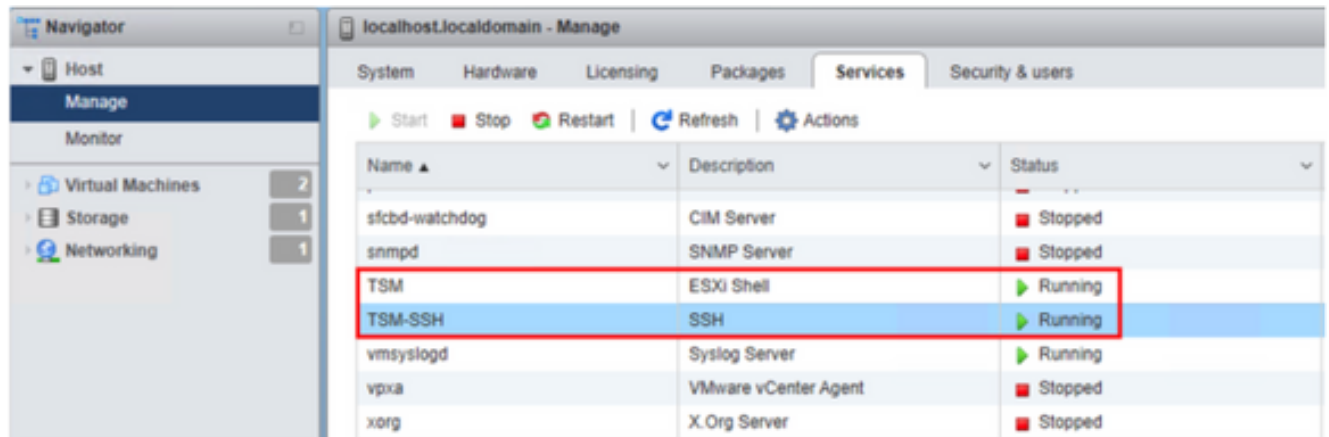 Navigator
localhost.localdomain - Manage
Host
Manage
Monitor
Virtual Machines 2
Storage 1
Networking 1
System Hardware Licensing Packages Services Security & users
Start Stop Restart Refresh Actions
Name Description Status
sfcbd-watchdog CIM Server Stopped
snmpd SNMP Server Stopped
TSM ESXi Shell Running
TSM-SSH SSH Running
vmsyslogd Syslog Server Running
vpxa VMware vCenter Agent Stopped
xorg X.Org Server Stopped